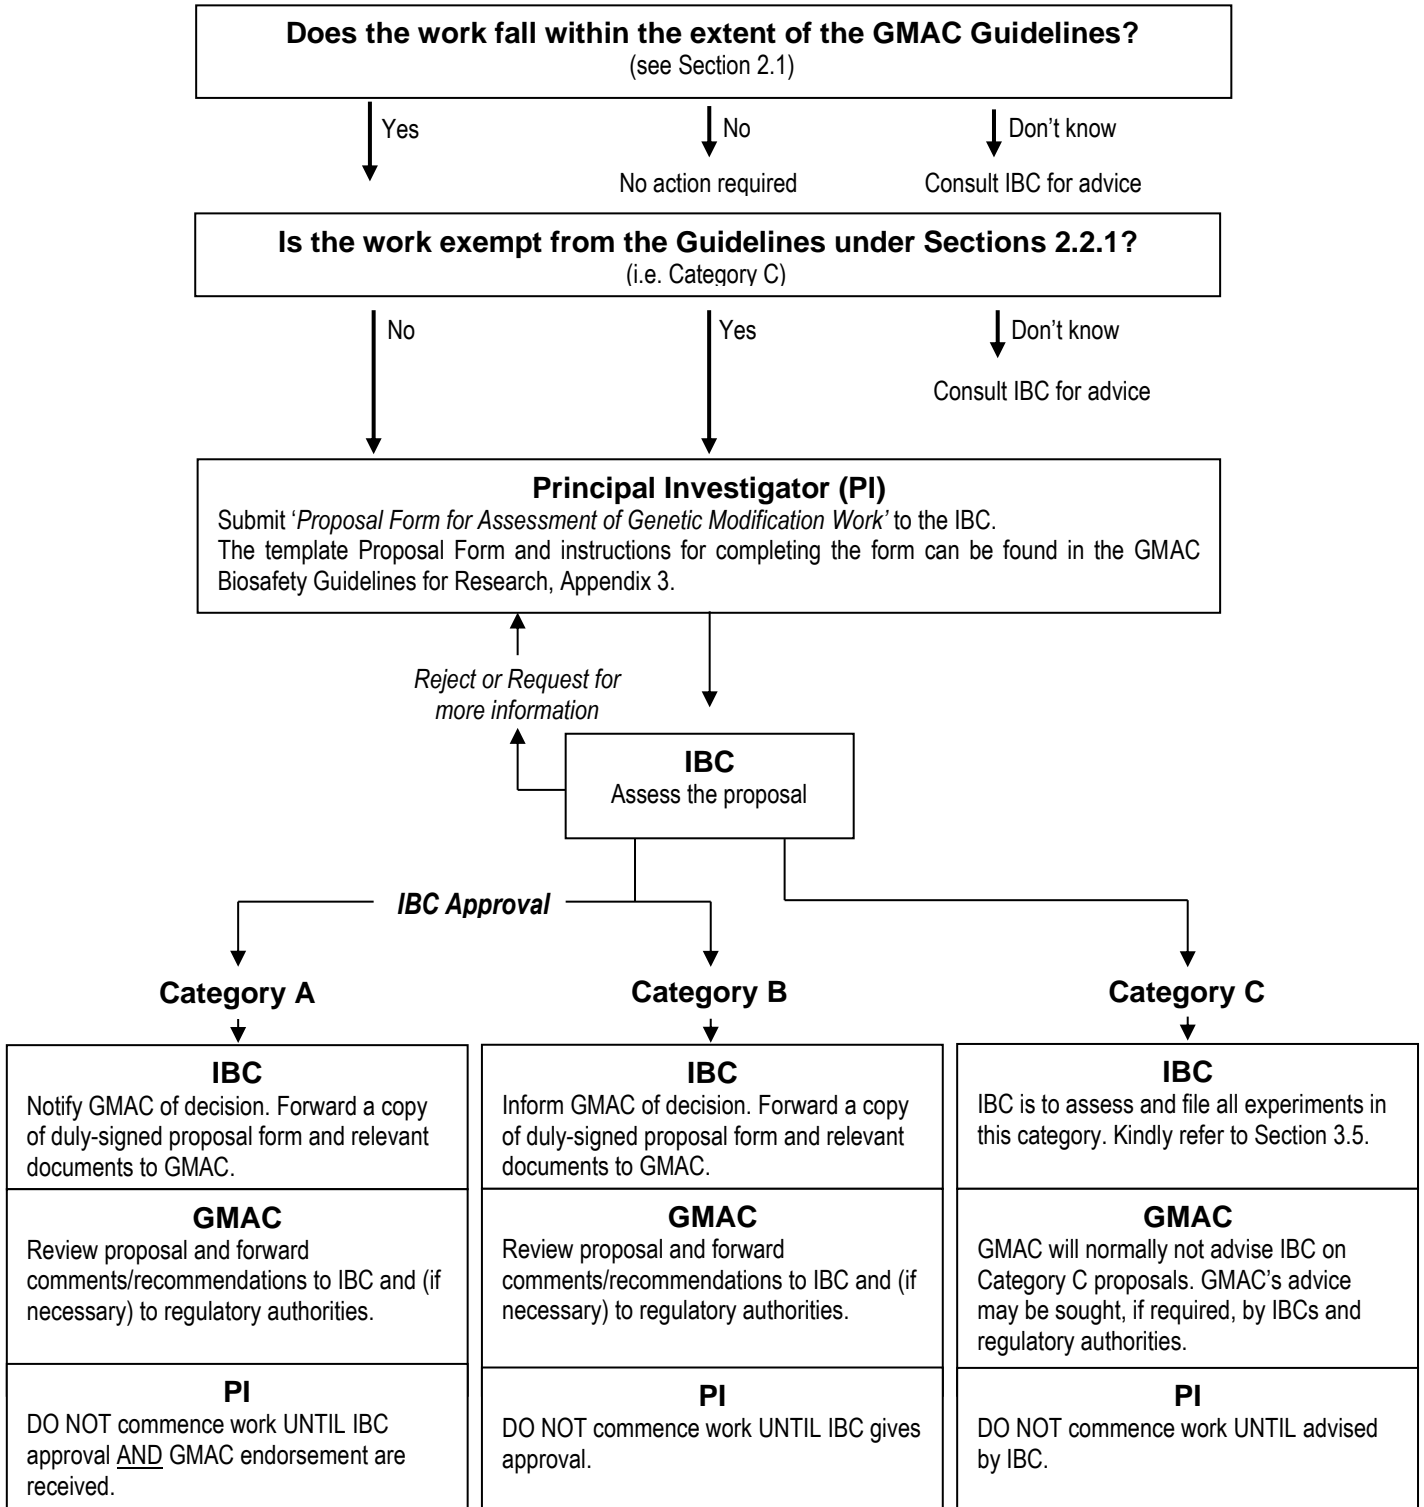 Does the work fall within the extent of the GMAC Guidelines?
(see Section 2.1)
Yes
No
Don’t know
No action required
Consult IBC for advice
Is the work exempt from the Guidelines under Sections 2.2.1?
(i.e. Category C)
No
Yes
Don’t know
Consult IBC for advice
Principal Investigator (PI)
Submit ‘Proposal Form for Assessment of Genetic Modification Work’ to the IBC.
The template Proposal Form and instructions for completing the form can be found in the GMAC
Biosafety Guidelines for Research, Appendix 3.
Reject or Request for
more information
IBC
Assess the proposal
IBC Approval
Category A
Category B
Category C
IBC
Notify GMAC of decision. Forward a copy
of duly-signed proposal form and relevant
documents to GMAC.
GMAC
Review proposal and forward
comments/recommendations to IBC and (if
necessary) to regulatory authorities.
PI
DO NOT commence work UNTIL IBC
approval AND GMAC endorsement are
received.
IBC
Inform GMAC of decision. Forward a copy
of duly-signed proposal form and relevant
documents to GMAC.
GMAC
Review proposal and forward
comments/recommendations to IBC and (if
necessary) to regulatory authorities.
PI
DO NOT commence work UNTIL IBC gives
approval.
IBC
IBC is to assess and file all experiments in
this category. Kindly refer to Section 3.5.
GMAC
GMAC will normally not advise IBC on
Category C proposals. GMAC’s advice
may be sought, if required, by IBCs and
regulatory authorities.
PI
DO NOT commence work UNTIL advised
by IBC.